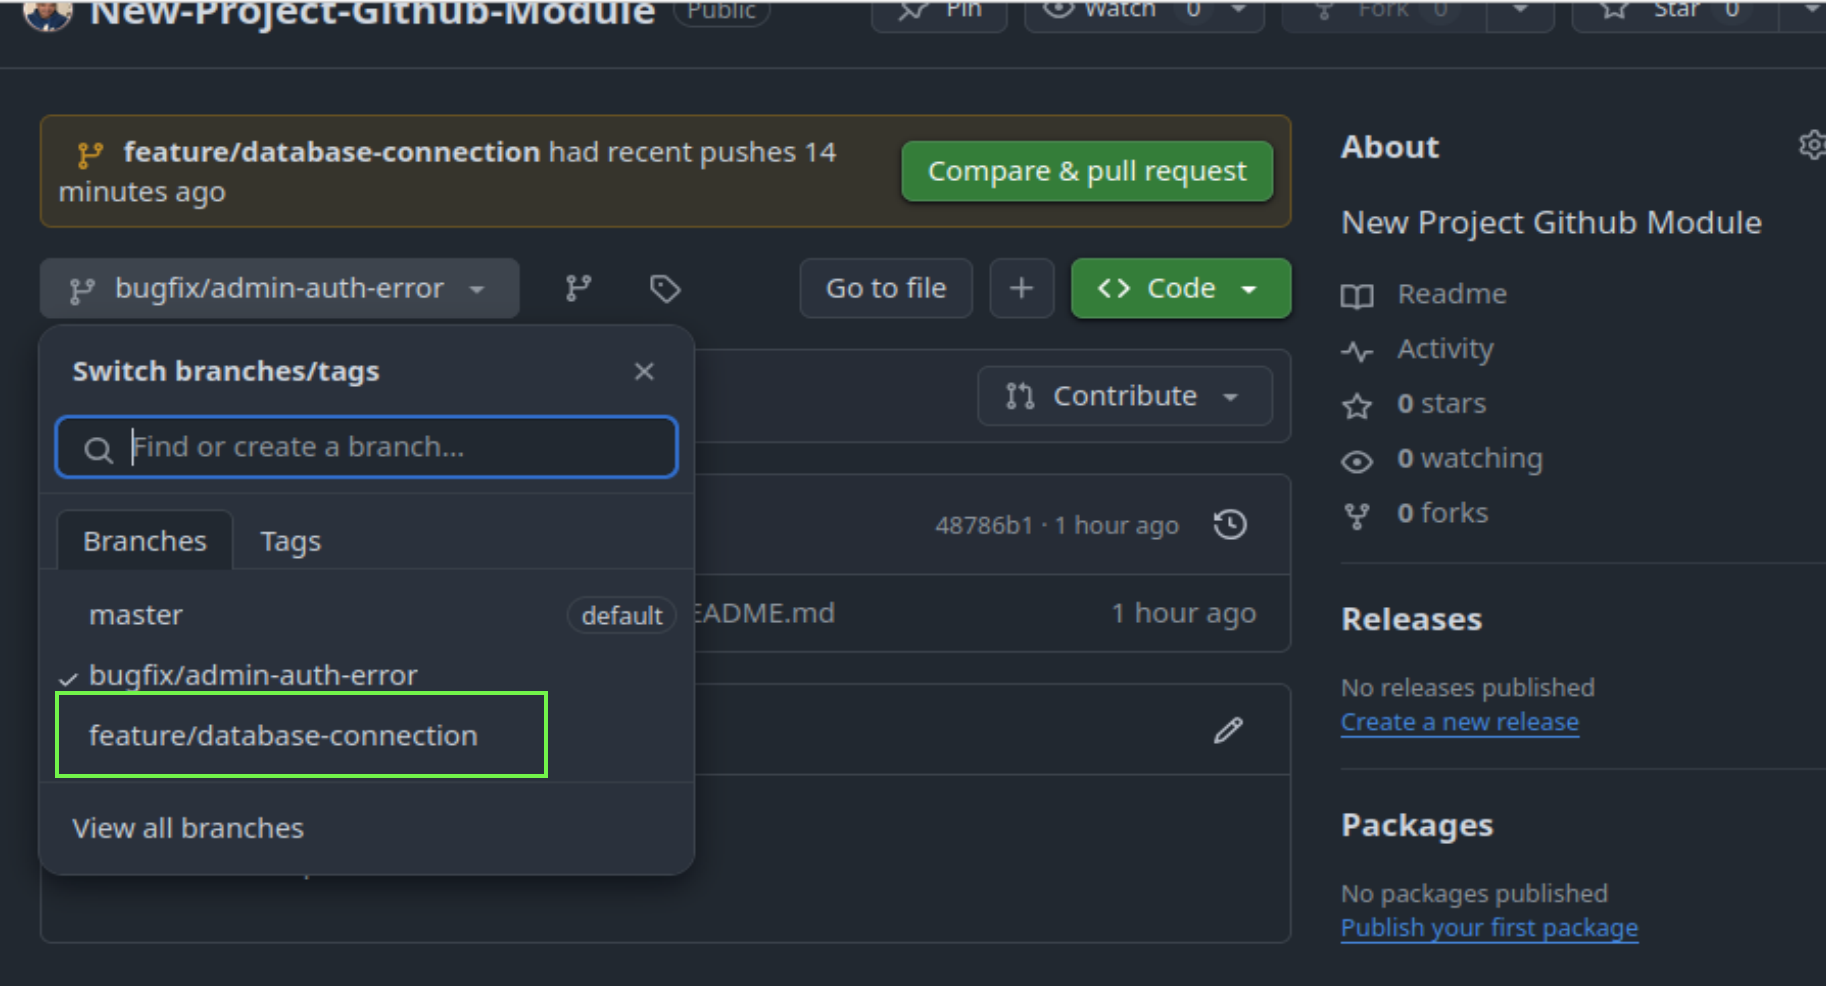 New-Project-Github-Module Public Pin Watch 0 Fork 0 Star 0
feature/database-connection had recent pushes 14
minutes ago
Compare & pull request
bugfix/admin-auth-error
Go to file
Code
Switch branches/tags
Find or create a branch...
Branches Tags
master default
bugfix/admin-auth-error
feature/database-connection
View all branches
Contribute
48786b1 · 1 hour ago
EADME.md 1 hour ago
About
New Project Github Module
Readme
Activity
0 stars
0 watching
0 forks
Releases
No releases published
Create a new release
Packages
No packages published
Publish your first package